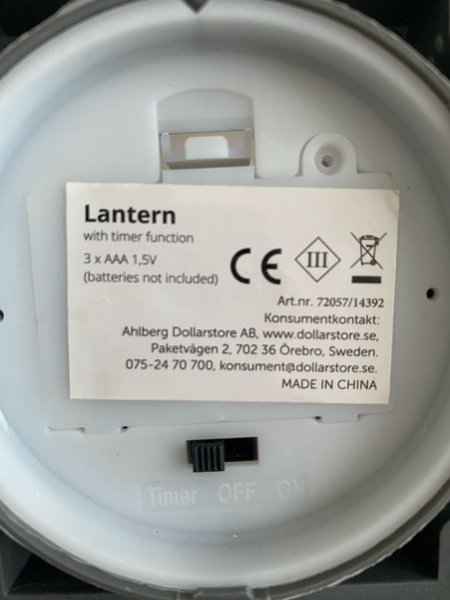 Lantern
with timer function
3 x AAA 1,5V
(batteries not included)
CE
III
Art.nr. 72057/14392
Konsumentkontakt:
Ahlberg Dollarstore AB, www.dollarstore.se,
Paketvägen 2, 702 36 Örebro, Sweden.
075-24 70 700, konsument@dollarstore.se.
MADE IN CHINA
Timer OFF ON